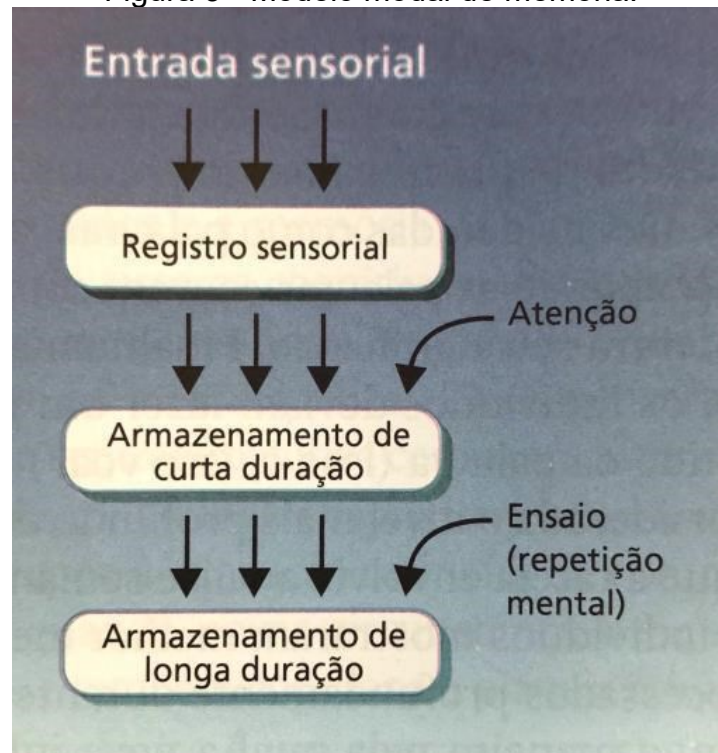 Entrada sensorial
Registro sensorial
Atenção
Armazenamento de
curta duração
Ensaio
(repetição
mental)
Armazenamento de
longa duração